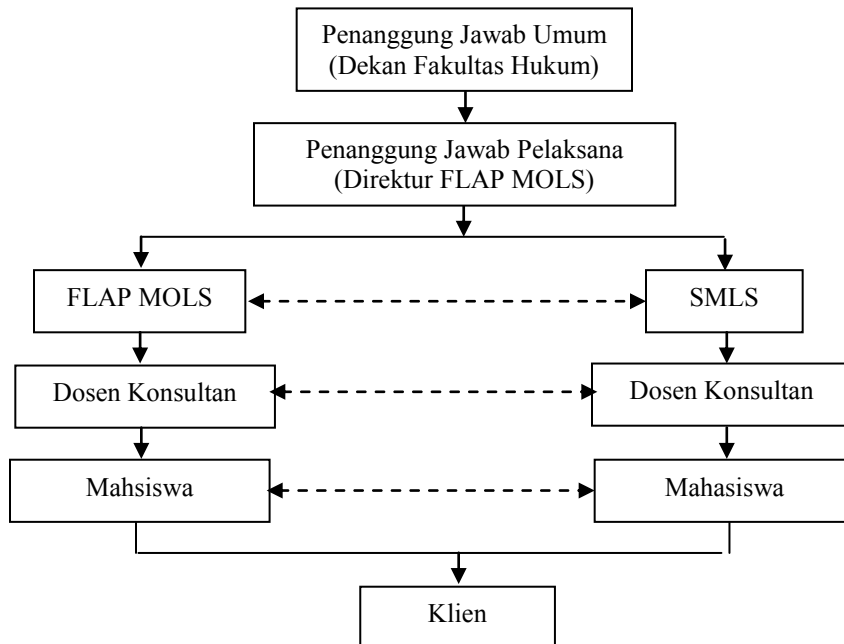 Penanggung Jawab Umum
(Dekan Fakultas Hukum)
Penanggung Jawab Pelaksana
(Direktur FLAP MOLS)
FLAP MOLS
SMLS
Dosen Konsultan
Dosen Konsultan
Mahsiswa
Mahasiswa
Klien